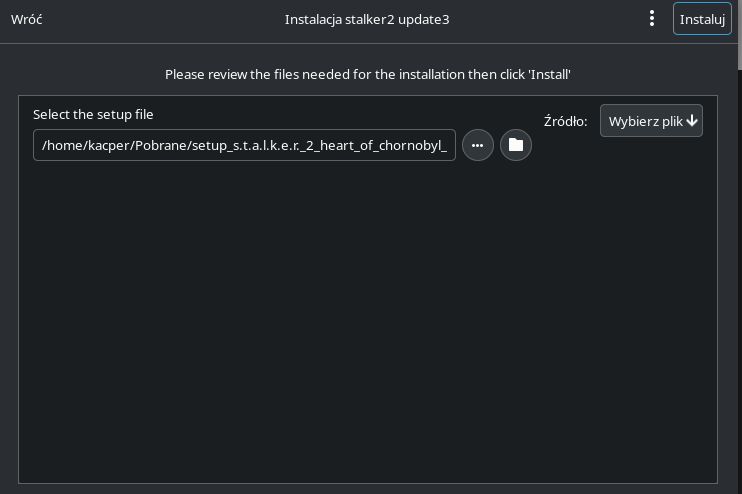 Wróć
Instalacja stalker2 update3
Instaluj
Please review the files needed for the installation then click 'Install'
Select the setup file
Źródło:
Wybierz plik
/home/kacper/Pobrane/setup_s.t.a.l.k.e.r._2_heart_of_chornobyl_